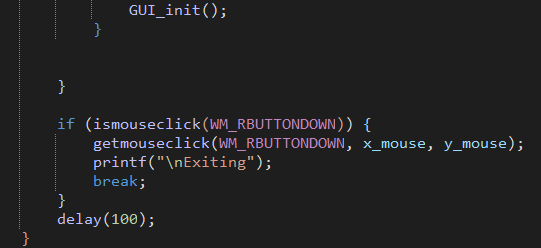 GUI_init();
}
}
if (ismouseclick(WM_RBUTTONDOWN)) {
getmouseclick(WM_RBUTTONDOWN, x_mouse, y_mouse);
printf("\nExiting");
break;
}
delay(100);
}